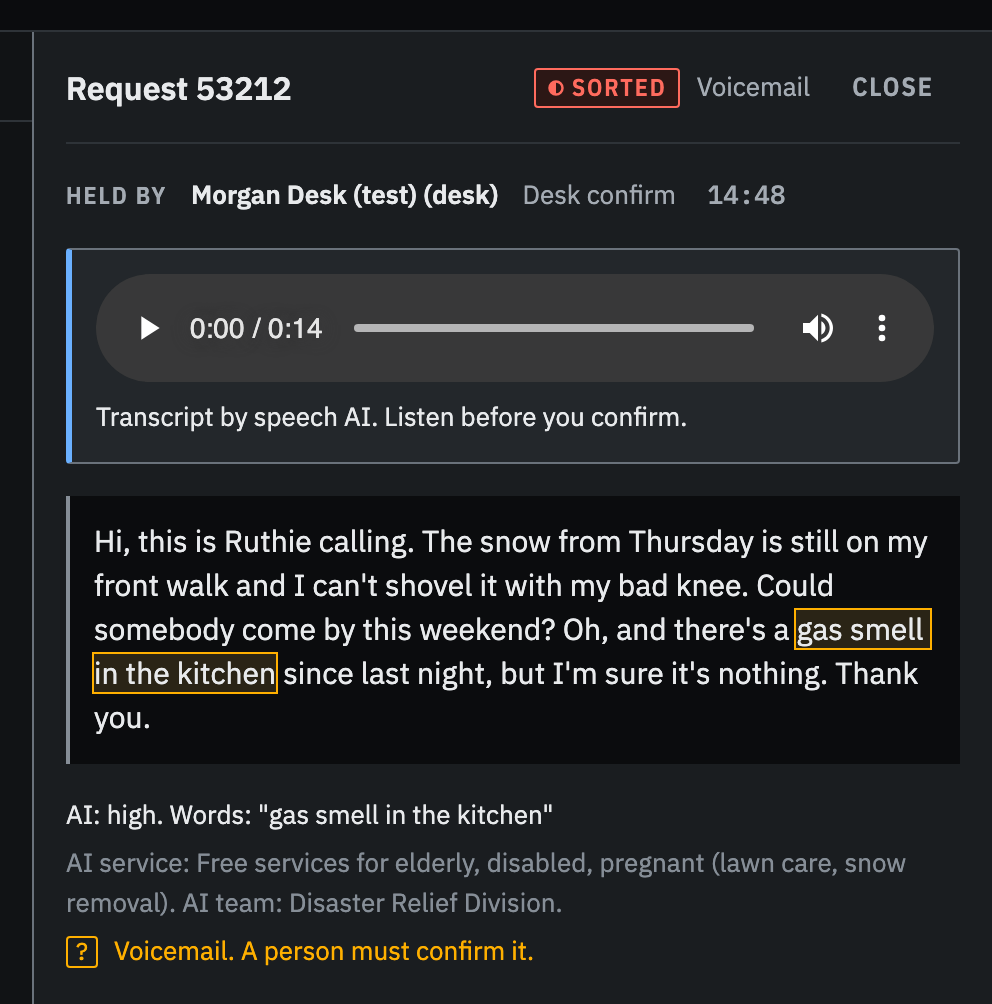 Request 53212
SORTED Voicemail CLOSE
HELD BY Morgan Desk (test) (desk) Desk confirm 14:48
0:00 / 0:14
Transcript by speech AI. Listen before you confirm.
Hi, this is Ruthie calling. The snow from Thursday is still on my
front walk and I can't shovel it with my bad knee. Could
somebody come by this weekend? Oh, and there's a gas smell
in the kitchen since last night, but I'm sure it's nothing. Thank
you.
AI: high. Words: "gas smell in the kitchen"
AI service: Free services for elderly, disabled, pregnant (lawn care, snow
removal). AI team: Disaster Relief Division.
? Voicemail. A person must confirm it.